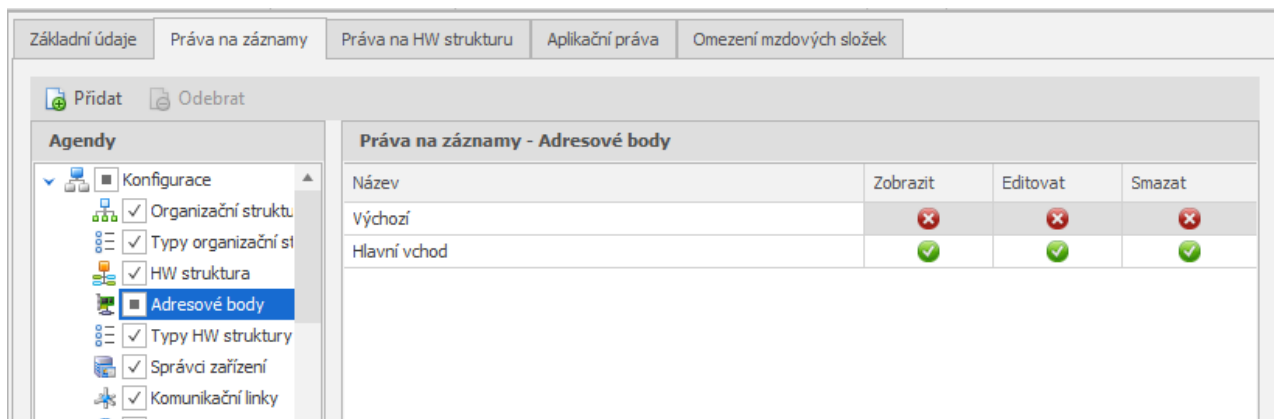 Základní údaje Práva na záznamy Práva na HW strukturu Aplikační práva Omezení mzdových složek
Přidat Odebrat
Agendy
Konfigurace
Organizační struktu
Typy organizační st
HW struktura
Adresové body
Typy HW struktury
Správci zařízení
Komunikační linky
Práva na záznamy - Adresové body
Název Zobrazit Editovat Smazat
Výchozí
Hlavní vchod